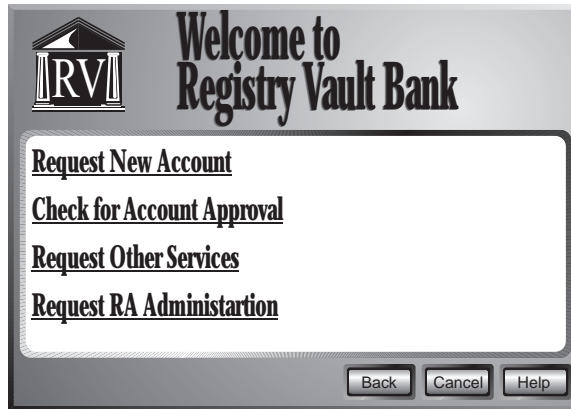 RV
Welcome to
Registry Vault Bank
Request New Account
Check for Account Approval
Request Other Services
Request RA Administartion
Back Cancel Help